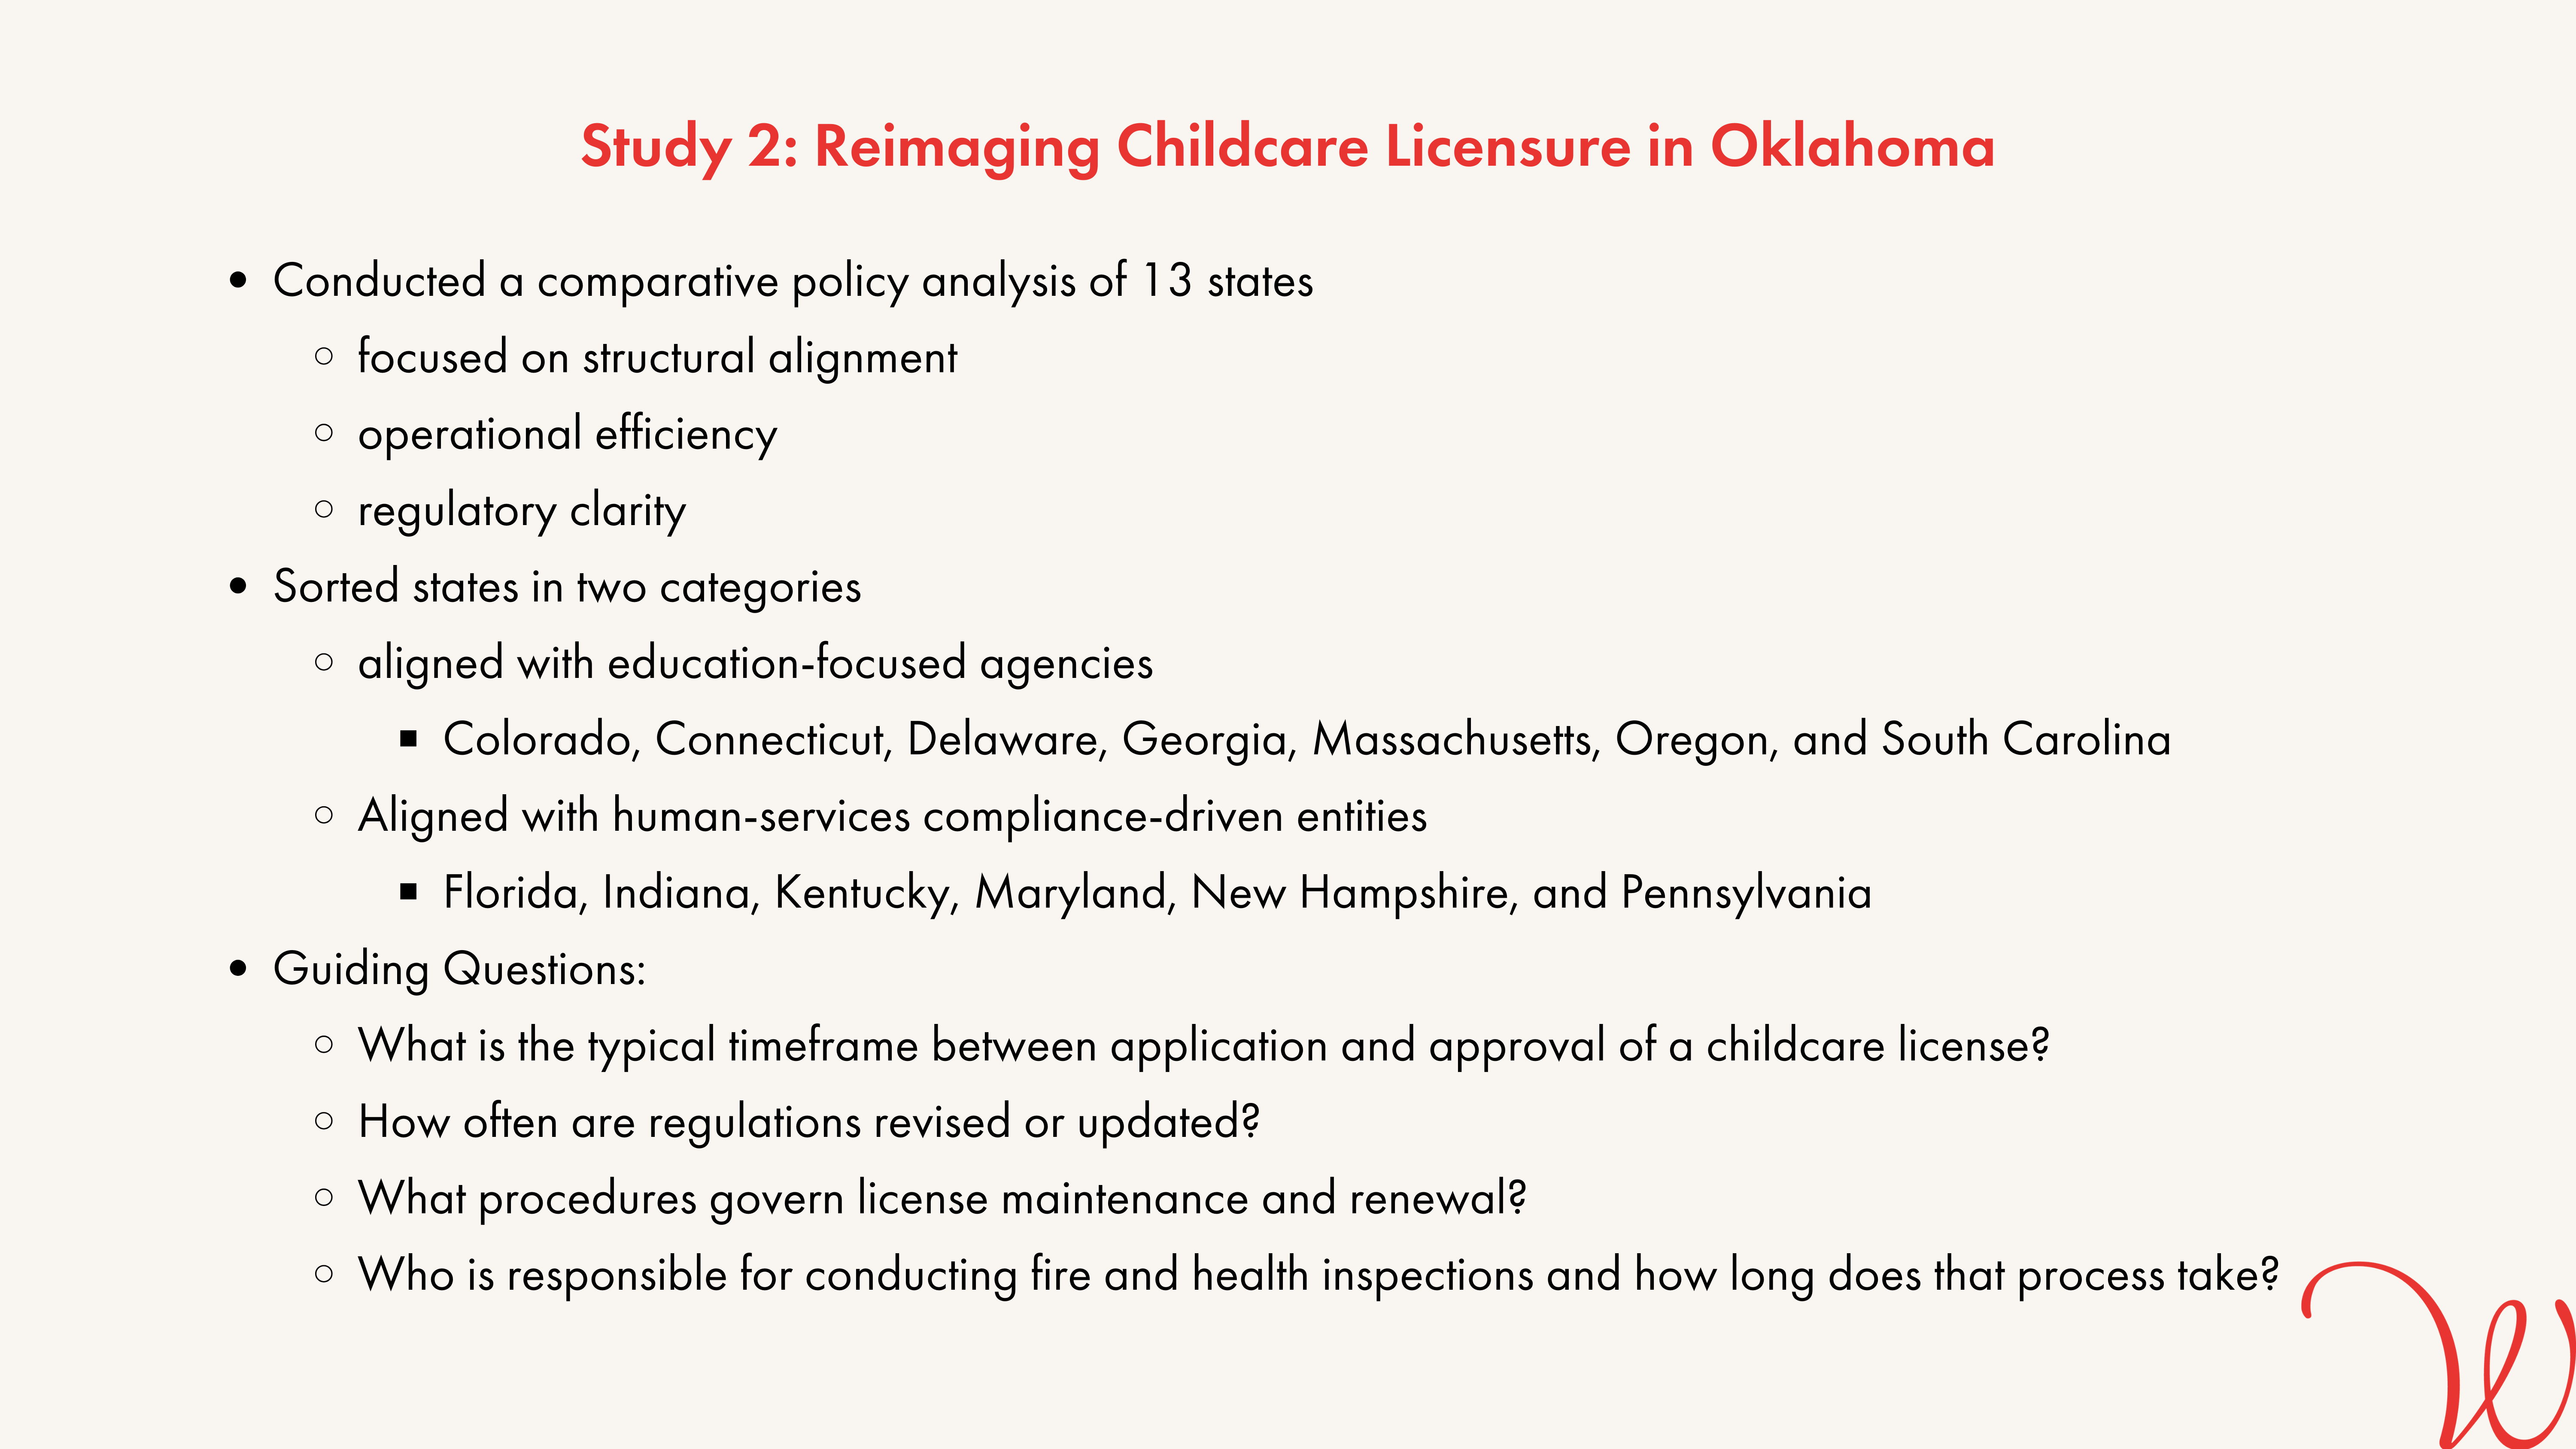 Study 2: Reimaging Childcare Licensure in Oklahoma
• Conducted a comparative policy analysis of 13 states
○ focused on structural alignment
○ operational efficiency
○ regulatory clarity
• Sorted states in two categories
○ aligned with education-focused agencies
■ Colorado, Connecticut, Delaware, Georgia, Massachusetts, Oregon, and South Carolina
○ Aligned with human-services compliance-driven entities
■ Florida, Indiana, Kentucky, Maryland, New Hampshire, and Pennsylvania
• Guiding Questions:
○ What is the typical timeframe between application and approval of a childcare license?
○ How often are regulations revised or updated?
○ What procedures govern license maintenance and renewal?
○ Who is responsible for conducting fire and health inspections and how long does that process take?
W